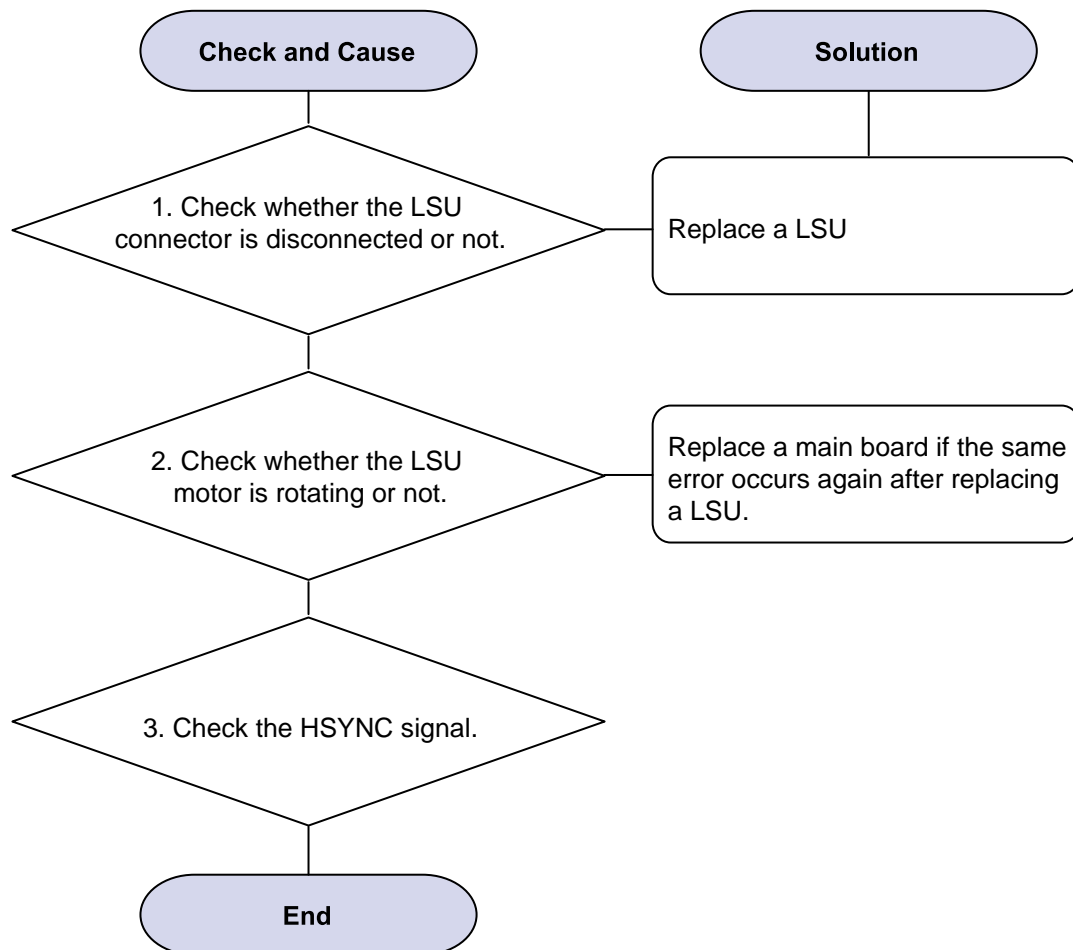 Check and Cause
Solution
1. Check whether the LSU
connector is disconnected or not.
Replace a LSU
2. Check whether the LSU
motor is rotating or not.
Replace a main board if the same
error occurs again after replacing
a LSU.
3. Check the HSYNC signal.
End